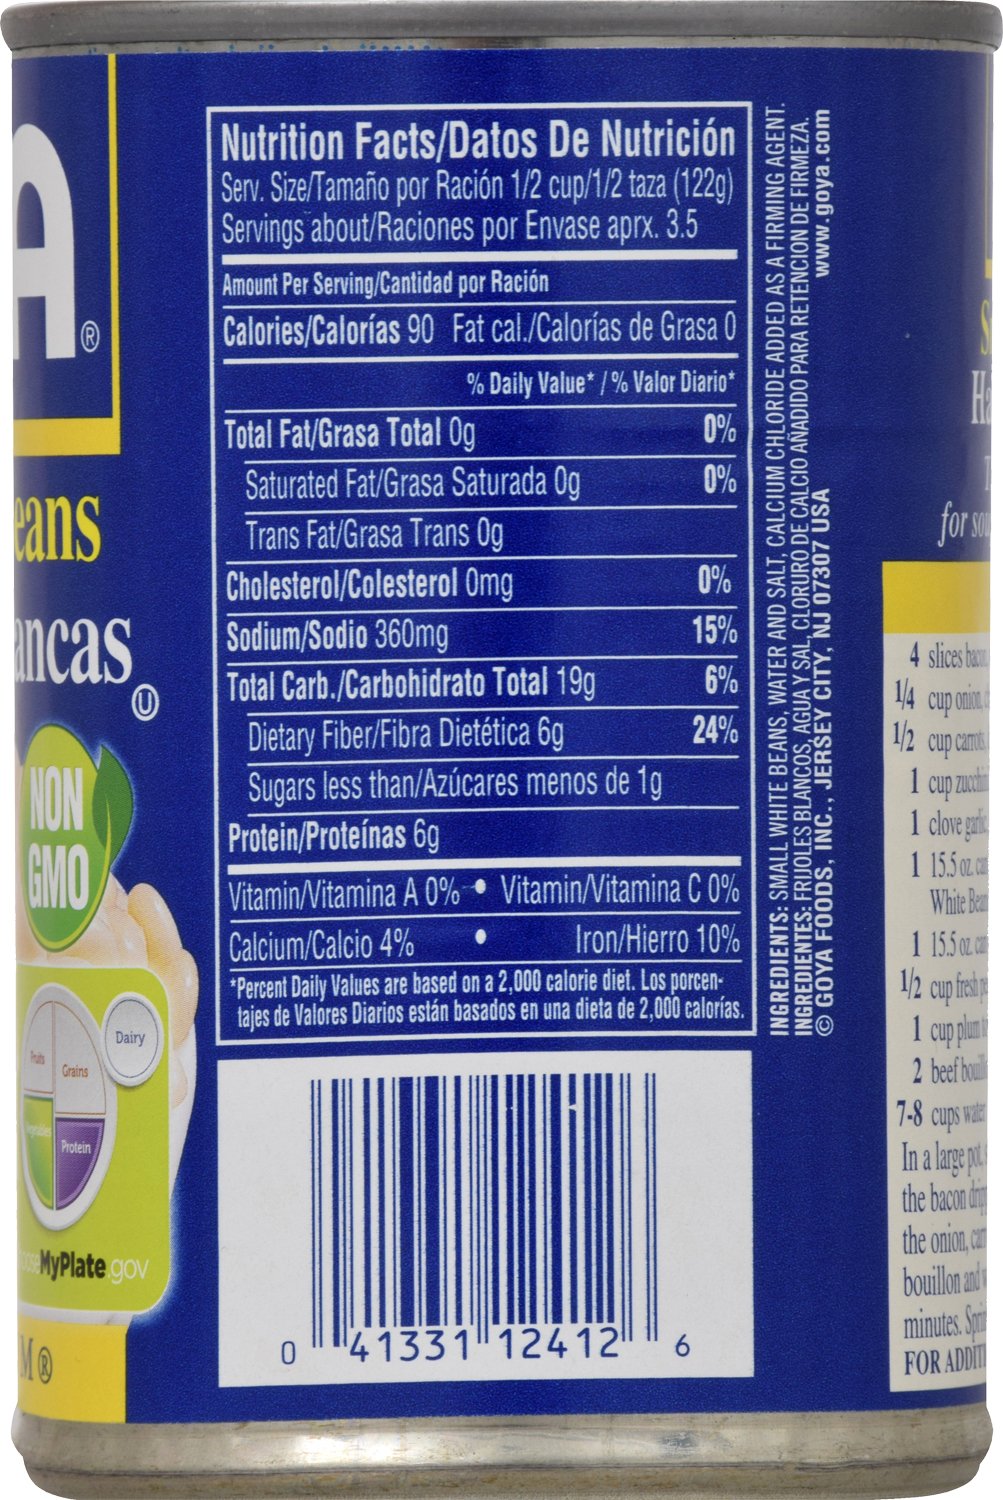 A®
eans
ancas
U
NON
GMO
Dairy
Fruits
Grains
Vegetables
Protein
MyPlate.gov
M®
Nutrition Facts/Datos De Nutrición
Serv. Size/Tamaño por Ración 1/2 cup/1/2 taza (122g)
Servings about/Raciones por Envase aprx. 3.5
Amount Per Serving/Cantidad por Ración
Calories/Calorías 90 Fat cal./Calorías de Grasa 0
% Daily Value* / % Valor Diario*
Total Fat/Grasa Total 0g 0%
Saturated Fat/Grasa Saturada 0g 0%
Trans Fat/Grasa Trans 0g
Cholesterol/Colesterol 0mg 0%
Sodium/Sodio 360mg 15%
Total Carb./Carbohidrato Total 19g 6%
Dietary Fiber/Fibra Dietética 6g 24%
Sugars less than/Azúcares menos de 1g
Protein/Proteínas 6g
Vitamin/Vitamina A 0% • Vitamin/Vitamina C 0%
Calcium/Calcio 4% • Iron/Hierro 10%
*Percent Daily Values are based on a 2,000 calorie diet. Los porcen-
tajes de Valores Diarios están basados en una dieta de 2,000 calorías.
INGREDIENTS: SMALL WHITE BEANS, WATER AND SALT, CALCIUM CHLORIDE ADDED AS A FIRMING AGENT.
INGREDIENTES: FRIJOLES BLANCOS, AGUA Y SAL, CLORURO DE CALCIO AÑADIDO PARA RETENCION DE FIRMEZA.
© GOYA FOODS, INC., JERSEY CITY, NJ 07307 USA www.goya.com
0 41331 12412 6
for
4 slices
1/4 cup onion,
1/2 cup carrots,
1 cup
1 clove
1 15.5 oz.
White
1 15.5 oz.
1/2 cup fresh
1 cup plum
2 beef
7-8 cups water
In a large pot,
the bacon
the onion,
bouillon and
minutes.
FOR